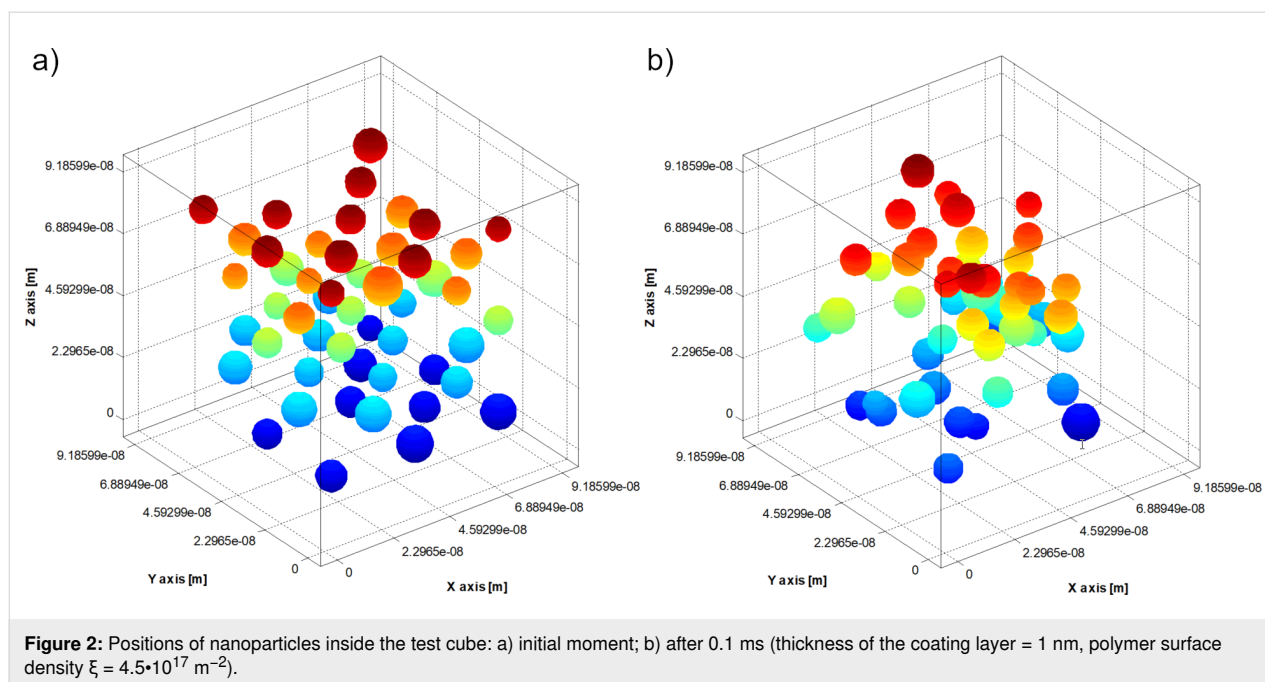 a)
b)
Z axis [m]
9.18599e-08
6.88949e-08
4.59299e-08
2.2965e-08
0
9.18599e-08
6.88949e-08
4.59299e-08
2.2965e-08
0
Y axis [m]
0
2.2965e-08
4.59299e-08
6.88949e-08
9.18599e-08
X axis [m]
Z axis [m]
9.18599e-08
6.88949e-08
4.59299e-08
2.2965e-08
0
9.18599e-08
6.88949e-08
4.59299e-08
2.2965e-08
0
Y axis [m]
0
2.2965e-08
4.59299e-08
6.88949e-08
9.18599e-08
X axis [m]
Figure 2: Positions of nanoparticles inside the test cube: a) initial moment; b) after 0.1 ms (thickness of the coating layer = 1 nm, polymer surface
density ξ = 4.5•10¹⁷ m⁻²).